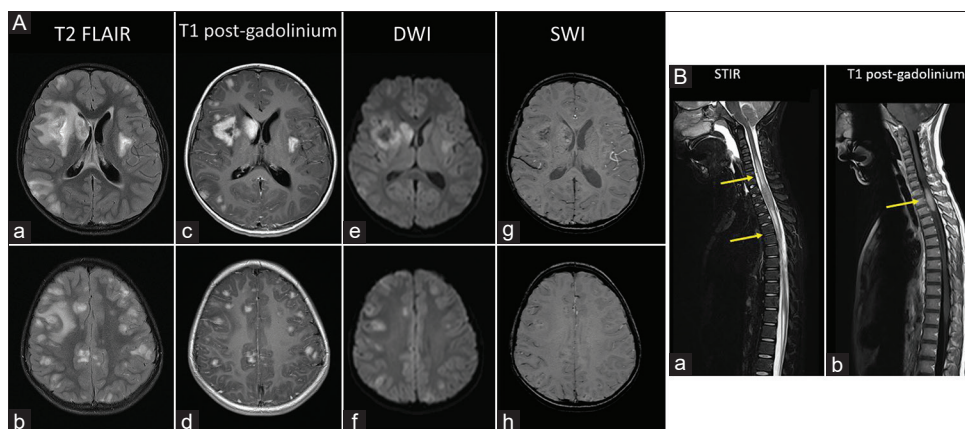 A
T2 FLAIR
T1 post-gadolinium
DWI
SWI
a
c
e
g
b
d
f
h
B
STIR
T1 post-gadolinium
a
b